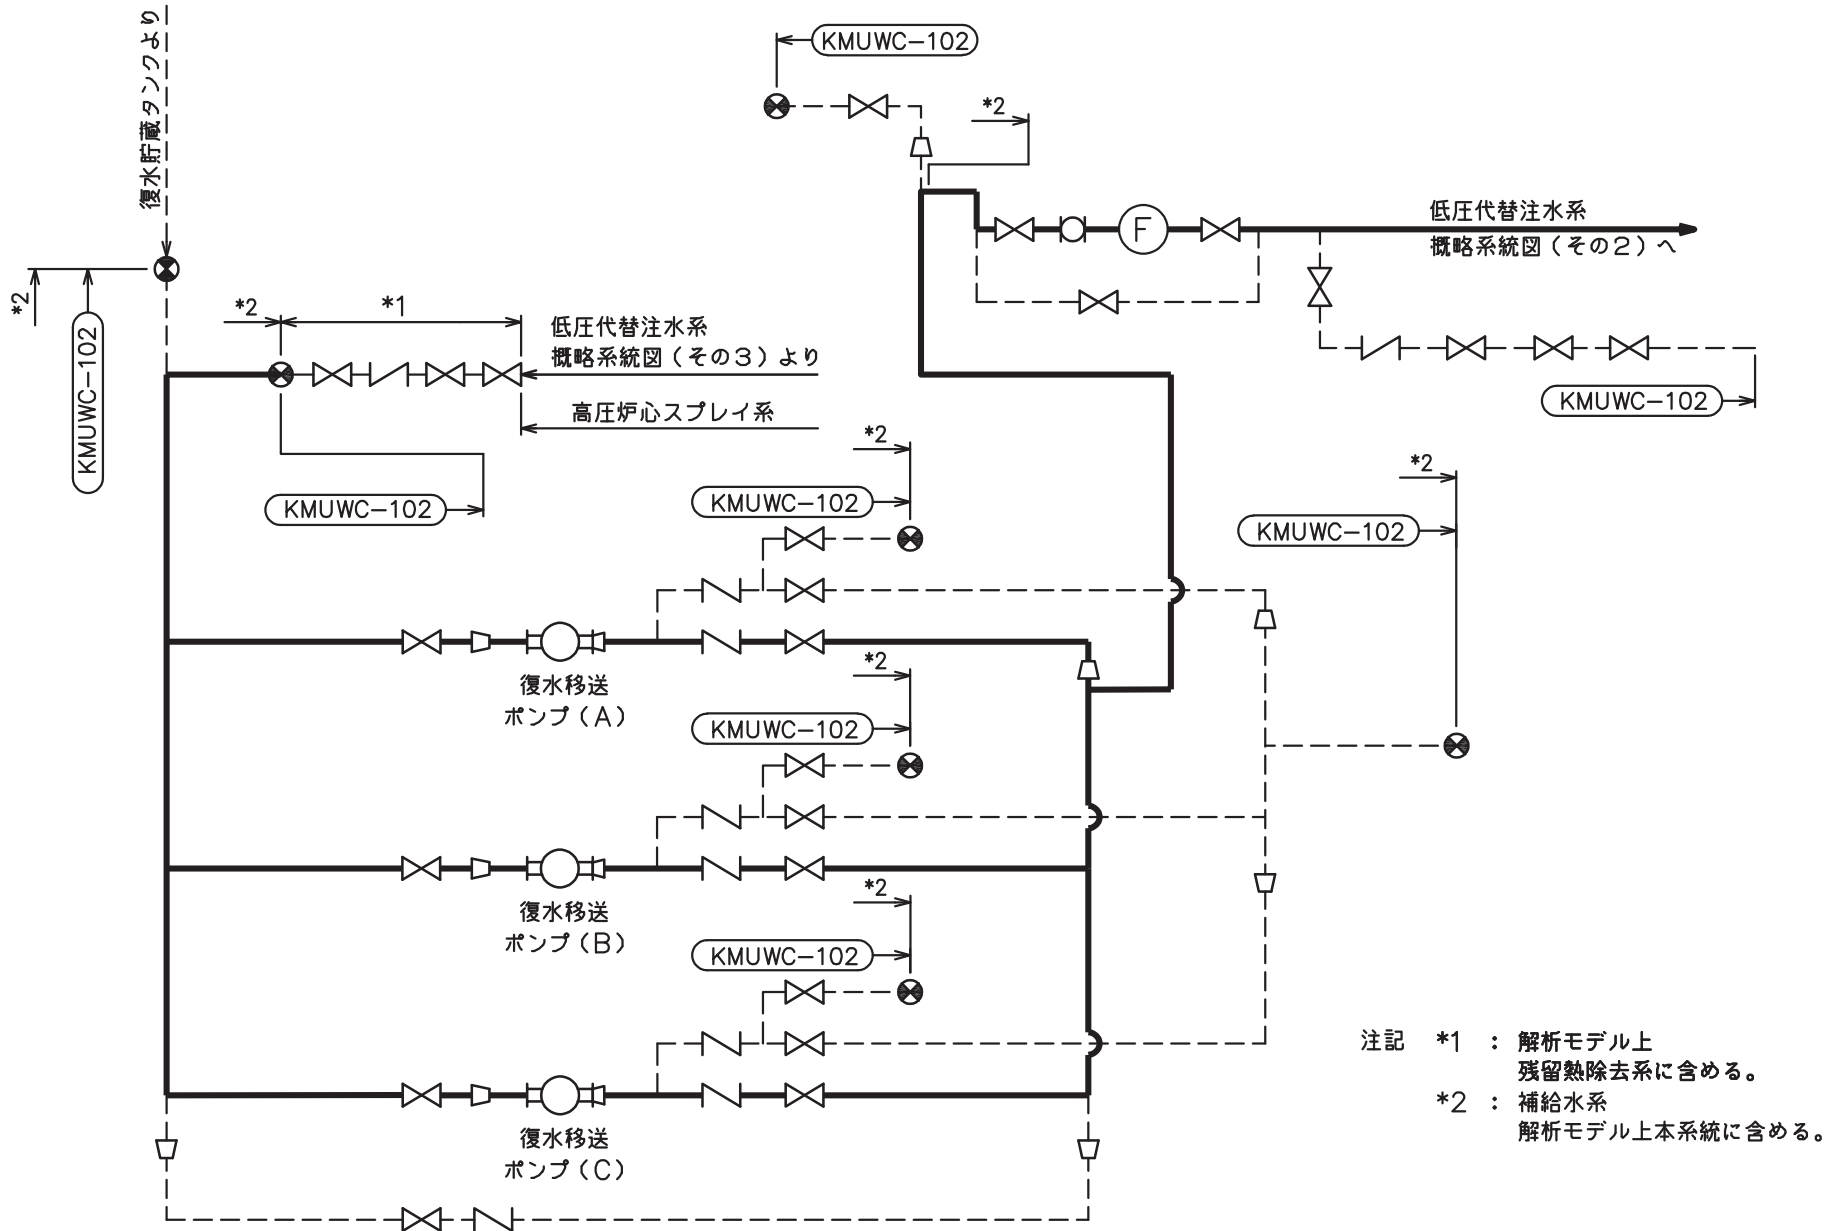 復水貯蔵タンクより
KMUWC-102
*2
低圧代替注水系
概略系統図(その2)へ
F
*2
KMUWC-102
*2
*1
低圧代替注水系
概略系統図(その3)より
高圧炉心スプレイ系
KMUWC-102
KMUWC-102
*2
KMUWC-102
*2
KMUWC-102
復水移送
ポンプ(A)
*2
KMUWC-102
復水移送
ポンプ(B)
*2
KMUWC-102
復水移送
ポンプ(C)
注記 *1 : 解析モデル上
残留熱除去系に含める。
*2 : 補給水系
解析モデル上本系統に含める。